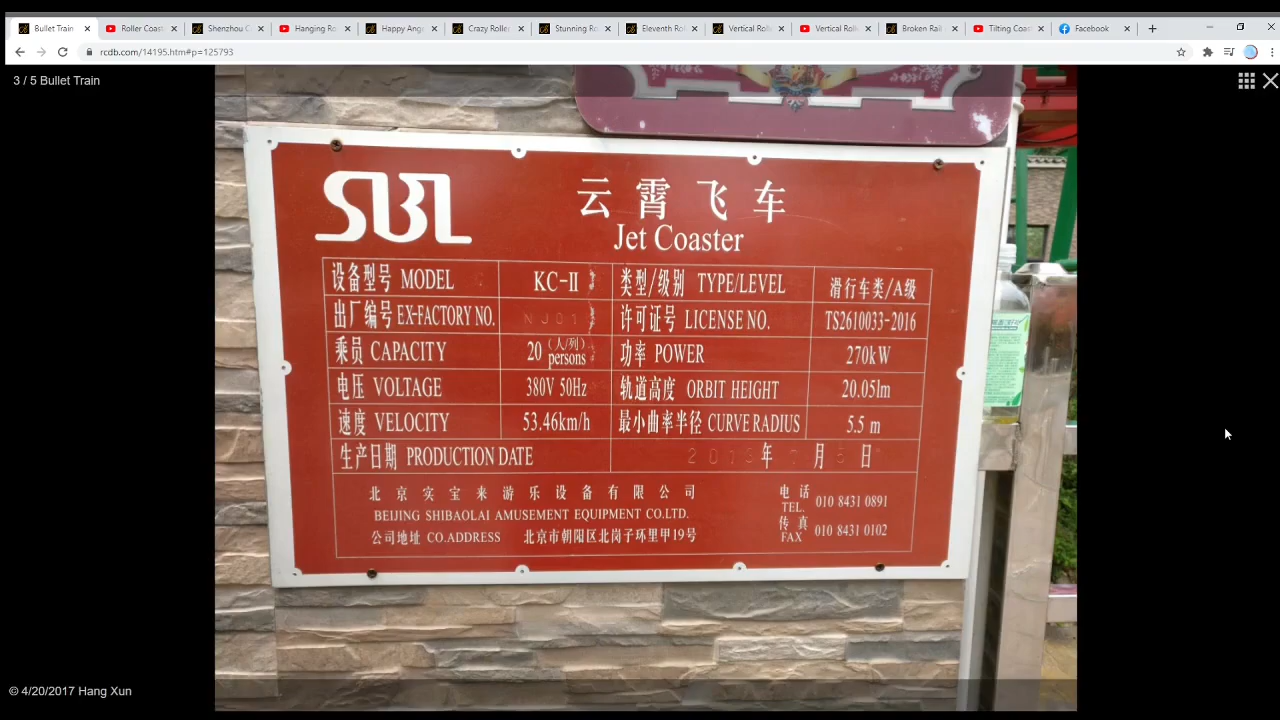 Bullet Train
Roller Coast
Shenzhou C
Hanging Ro
Happy Ange
Crazy Roller
Stunning Ro
Eleventh Rol
Vertical Rolle
Vertical Rolle
Broken Rail
Tilting Coas
Facebook
rcdb.com/14195.htm#p=125793
3 / 5 Bullet Train
SBL
云霄飞车
Jet Coaster
设备型号 MODEL KC-II 类型/级别 TYPE/LEVEL 滑行车类/A级
出厂编号 EX-FACTORY NO. NJ01 许可证号 LICENSE NO. TS2610033-2016
乘员 CAPACITY 20 (人/列) persons 功率 POWER 270kW
电压 VOLTAGE 380V 50Hz 轨道高度 ORBIT HEIGHT 20.051m
速度 VELOCITY 53.46km/h 最小曲率半径 CURVE RADIUS 5.5 m
生产日期 PRODUCTION DATE 年 月 日
北京实宝来游乐设备有限公司
BEIJING SHIBAOLAI AMUSEMENT EQUIPMENT CO.LTD.
公司地址 CO.ADDRESS 北京市朝阳区北岗子环里甲19号
电话
TEL. 010 8431 0891
传真
FAX 010 8431 0102
© 4/20/2017 Hang Xun